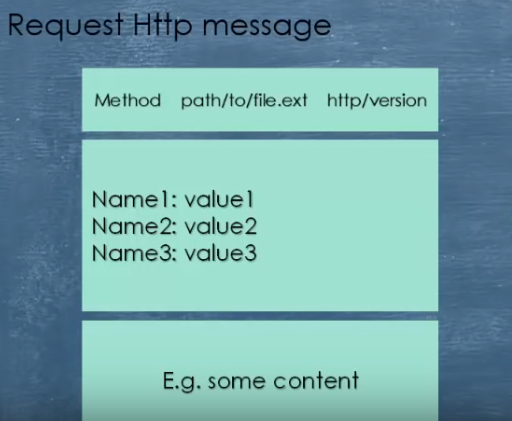 Request Http message
Method path/to/file.ext http/version
Name1: value1
Name2: value2
Name3: value3
E.g. some content